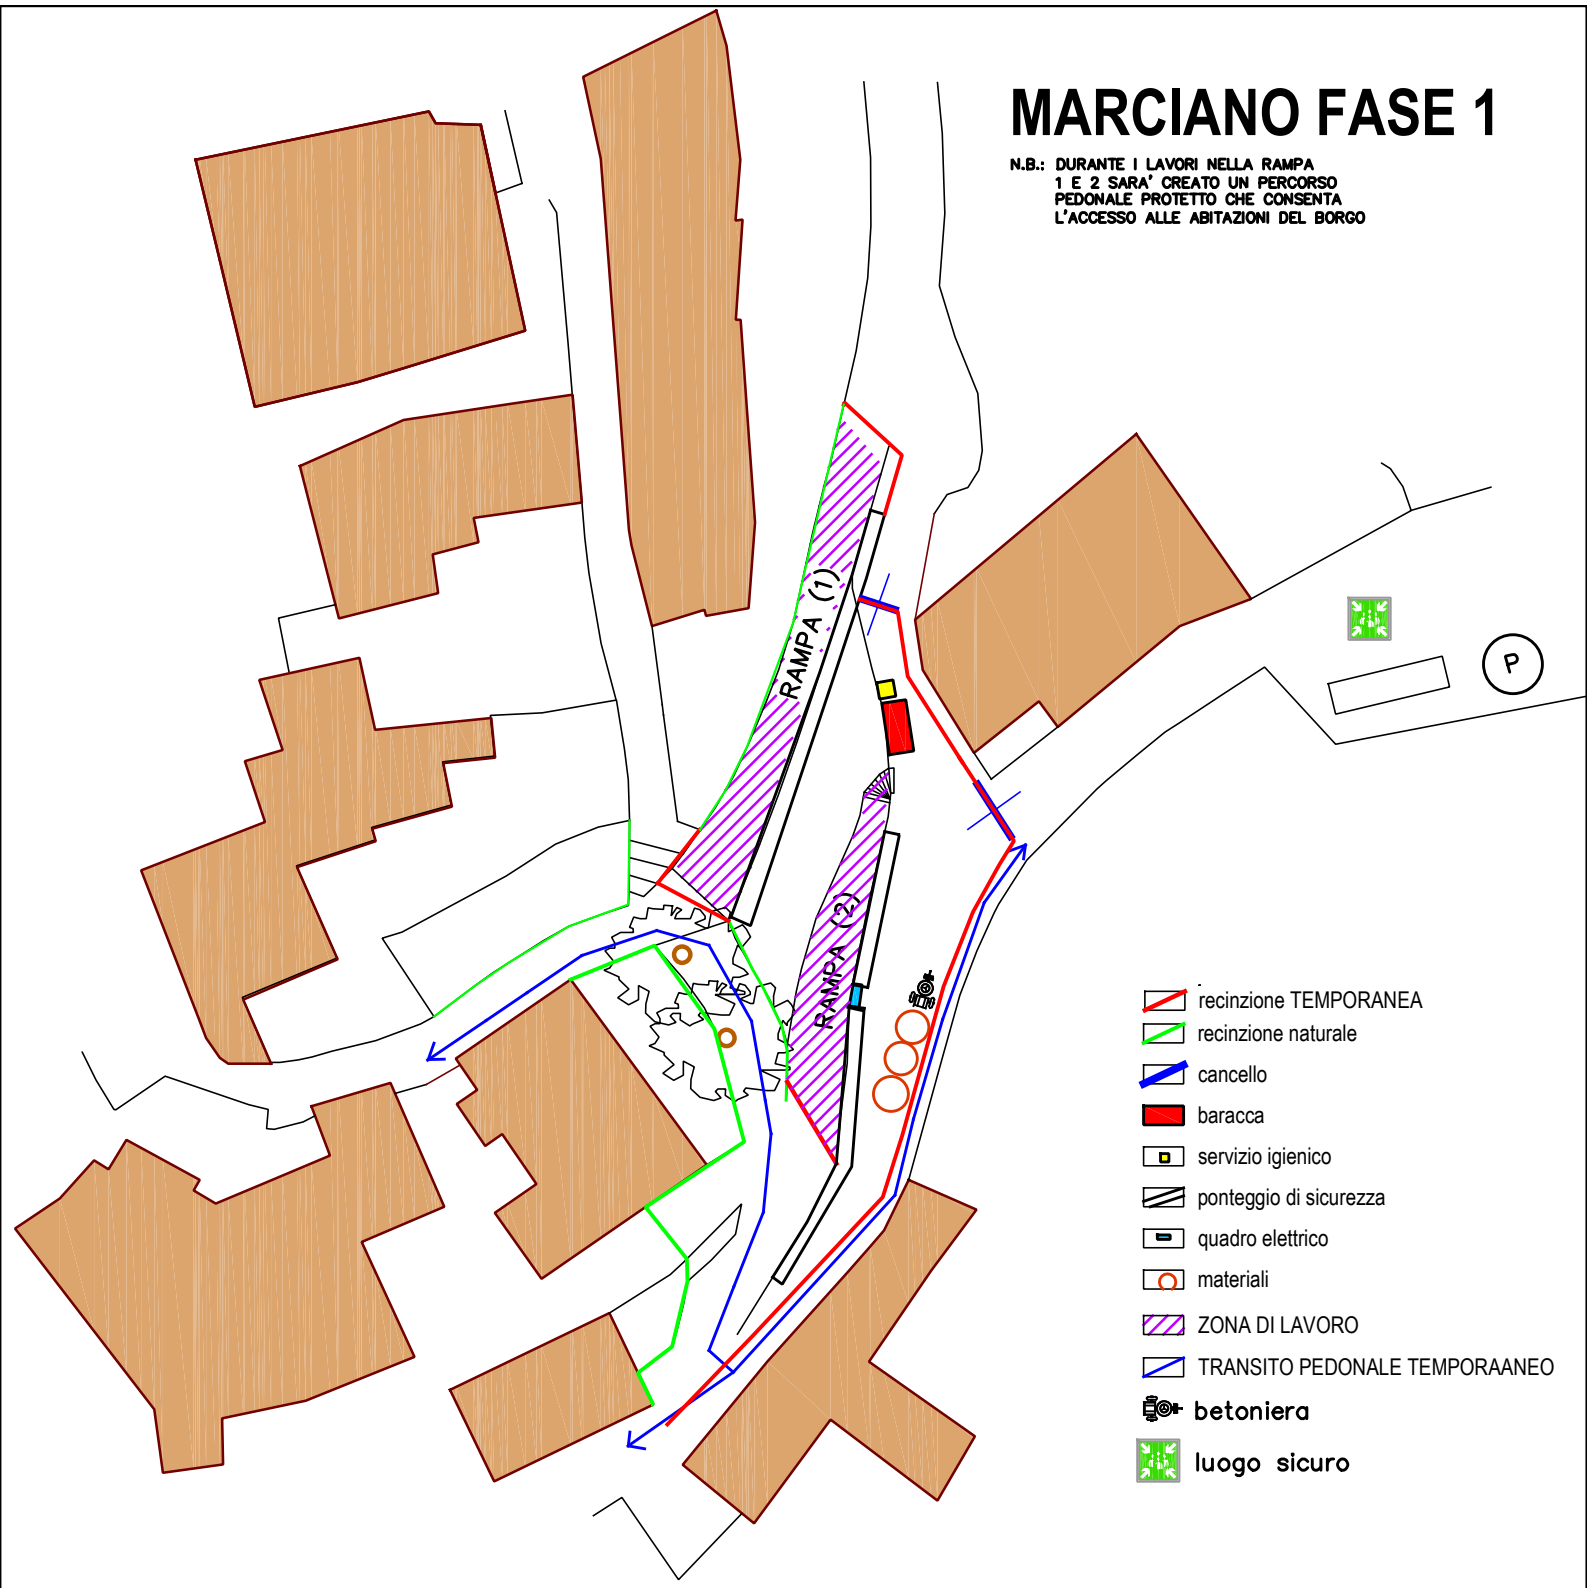 MARCIANO FASE 1
N.B.: DURANTE I LAVORI NELLA RAMPA
1 E 2 SARA' CREATO UN PERCORSO
PEDONALE PROTETTO CHE CONSENTA
L'ACCESSO ALLE ABITAZIONI DEL BORGO
RAMPA (1)
P
RAMPA (2)
recinzione TEMPORANEA
recinzione naturale
cancello
baracca
servizio igienico
ponteggio di sicurezza
quadro elettrico
materiali
ZONA DI LAVORO
TRANSITO PEDONALE TEMPORAANEO
betoniera
luogo sicuro